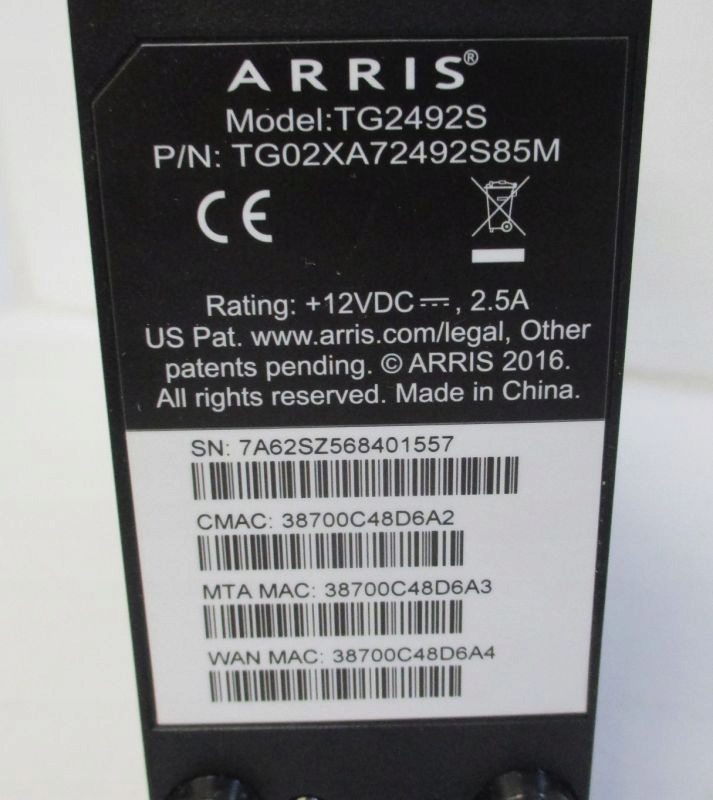 ARRIS®
Model:TG2492S
P/N: TG02XA72492S85M
CE
Rating: +12VDC⎓, 2.5A
US Pat. www.arris.com/legal, Other
patents pending. © ARRIS 2016.
All rights reserved. Made in China.
SN: 7A62SZ568401557
CMAC: 38700C48D6A2
MTA MAC: 38700C48D6A3
WAN MAC: 38700C48D6A4